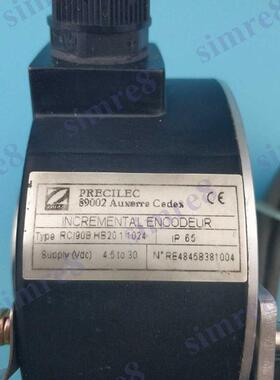 simre8
PRECILEC
89002 Auxerre Cedex
CE
INCREMENTAL ENCODEUR
Type RCI90B HB20 11024 IP 65
Supply (Vdc) 4.5 to 30 N° RE48458381004